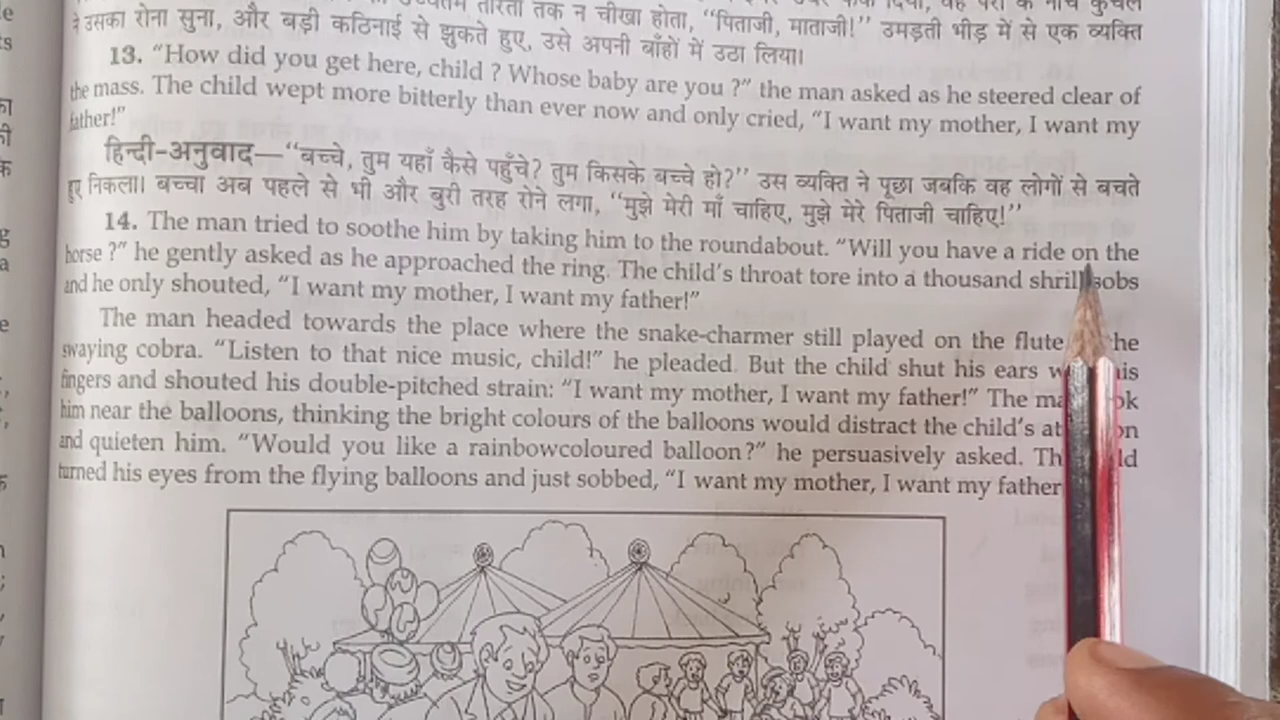 तक न चीखा होता, “पिताजी, माताजी!” उमड़ती भीड़ में से एक व्यक्ति
ने उसका रोना सुना, और बड़ी कठिनाई से झुकते हुए, उसे अपनी बाँहों में उठा लिया।
13. “How did you get here, child ? Whose baby are you ?” the man asked as he steered clear of
the mass. The child wept more bitterly than ever now and only cried, “I want my mother, I want my
father!”
हिन्दी-अनुवाद—“बच्चे, तुम यहाँ कैसे पहुँचे? तुम किसके बच्चे हो?” उस व्यक्ति ने पूछा जबकि वह लोगों से बचते
हुए निकला। बच्चा अब पहले से भी और बुरी तरह रोने लगा, “मुझे मेरी माँ चाहिए, मुझे मेरे पिताजी चाहिए!”
14. The man tried to soothe him by taking him to the roundabout. “Will you have a ride on the
horse ?” he gently asked as he approached the ring. The child's throat tore into a thousand shrill sobs
and he only shouted, “I want my mother, I want my father!”
The man headed towards the place where the snake-charmer still played on the flute he
swaying cobra. “Listen to that nice music, child!” he pleaded. But the child shut his ears his
fingers and shouted his double-pitched strain: “I want my mother, I want my father!” The
him near the balloons, thinking the bright colours of the balloons would distract the child's
and quieten him. “Would you like a rainbowcoloured balloon?” he persuasively asked.
turned his eyes from the flying balloons and just sobbed, “I want my mother, I want my father